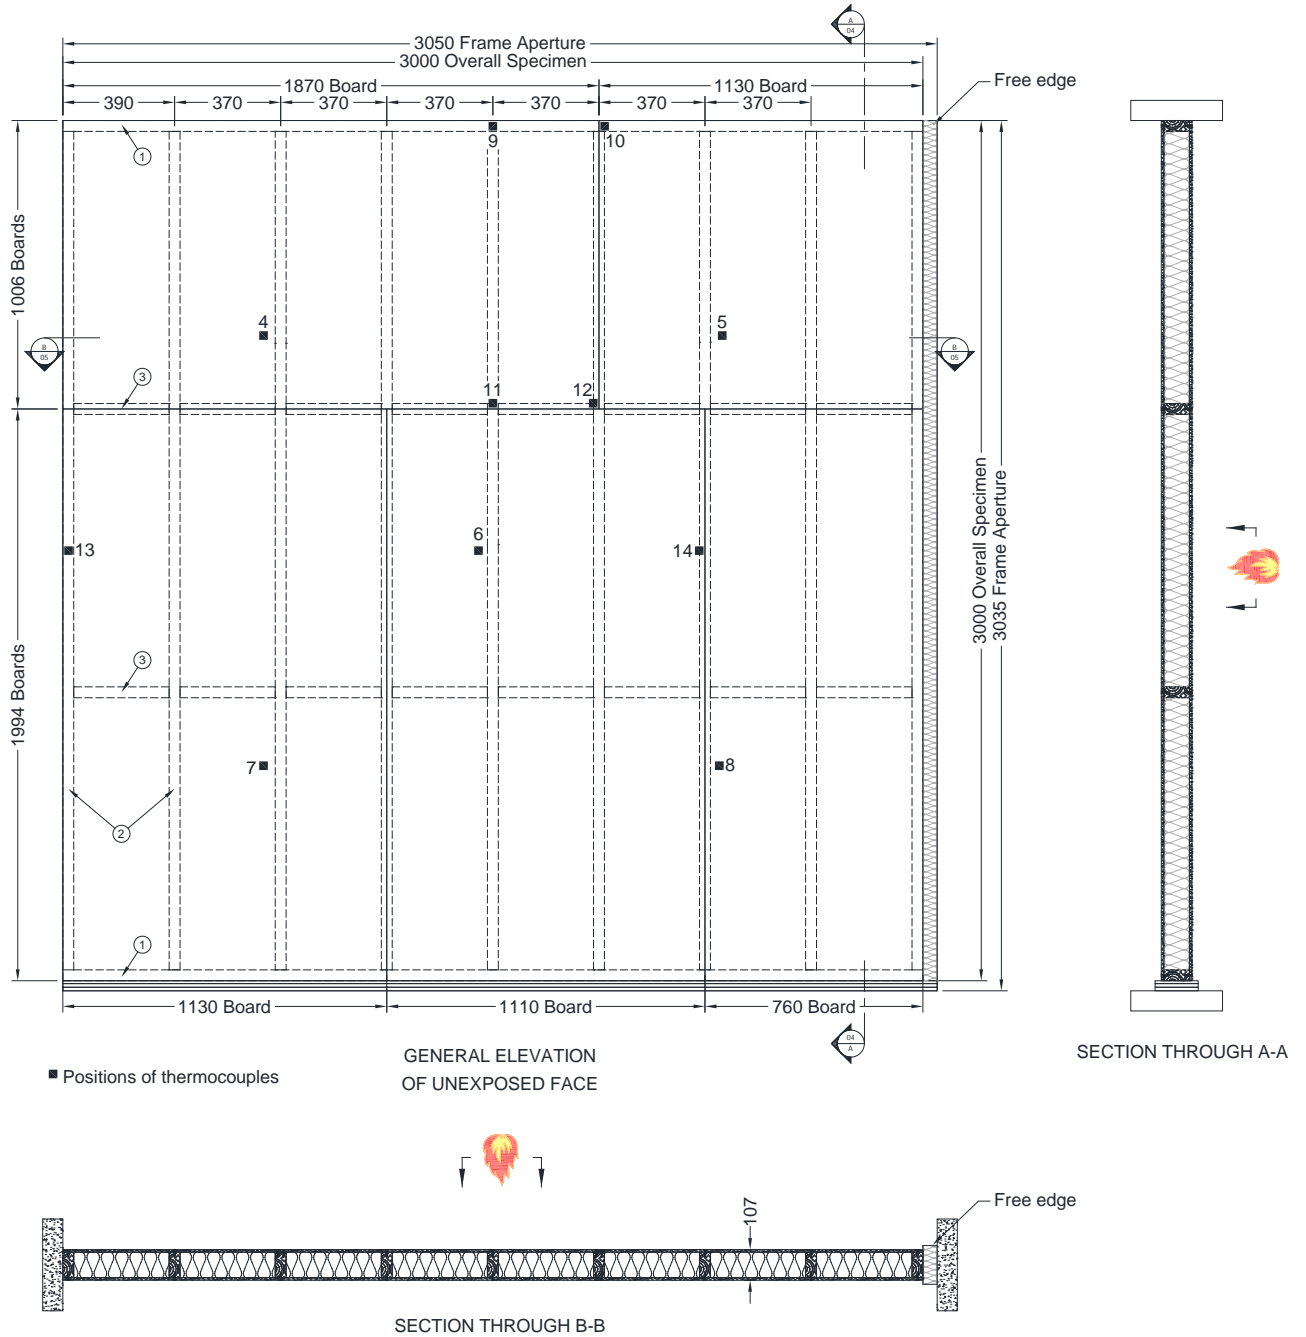 A
04
3050 Frame Aperture
3000 Overall Specimen
1870 Board
1130 Board
Free edge
390
370
370
370
370
370
370
9
10
1
1006 Boards
4
5
B
05
B
05
3
11
12
3000 Overall Specimen
3035 Frame Aperture
13
6
14
3
1994 Boards
7
8
2
1
1130 Board
1110 Board
760 Board
04
A
GENERAL ELEVATION
OF UNEXPOSED FACE
SECTION THROUGH A-A
Positions of thermocouples
107
Free edge
SECTION THROUGH B-B